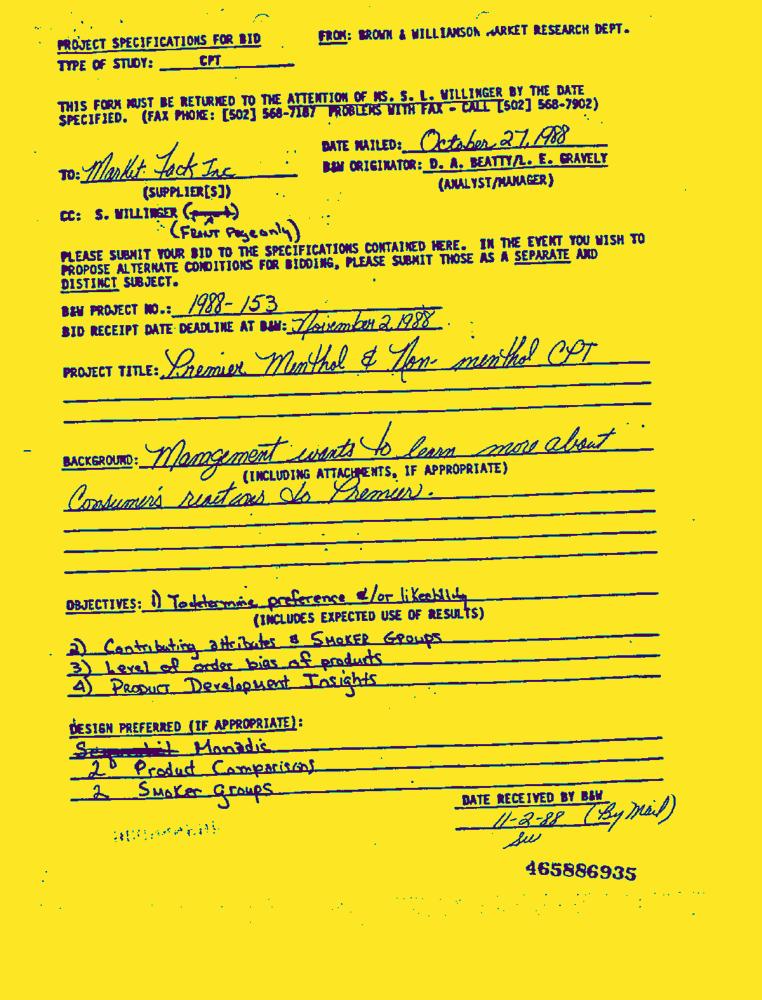 PROJECT SPECIFICATIONS FOR BID
FROM: BROWN & WILLIAMSON MARKET RESEARCH DEPT.
TYPE OF STUDY: CPT
THIS FORM MUST BE RETURNED TO THE ATTENTION OF MS. S. L. WILLINGER BY THE DATE
SPECIFIED. (FAX PHONE: [502] 568-7187 PROBLEMS WITH FAX - CALL [502] 568-7902)
DATE MAILED: October 27, 1988
TO: Market Fack Inc
B&W ORIGINATOR: D. A. BEATTY/L. E. GRAVELY
(SUPPLIER[S])
(ANALYST/MANAGER)
CC: S. WILLINGER
(FRONT Page only)
PLEASE SUBMIT YOUR BID TO THE SPECIFICATIONS CONTAINED HERE. IN THE EVENT YOU WISH TO
PROPOSE ALTERNATE CONDITIONS FOR BIDDING, PLEASE SUBMIT THOSE AS A SEPARATE AND
DISTINCT SUBJECT.
B&W PROJECT NO.: 1988-153
BID RECEIPT DATE DEADLINE AT B&W: November 2, 1988
PROJECT TITLE: Premier Menthol & Non-menthol CPT
BACKGROUND: Management wants to learn more about
(INCLUDING ATTACHMENTS, IF APPROPRIATE)
Consumer's reactions to Premier.
OBJECTIVES: 1) To determine preference &/or likeability
(INCLUDES EXPECTED USE OF RESULTS)
2) Contributing attributes & SMOKER GROUPS
3) Level of order bias of products
4) PRODUCT Development Insights
DESIGN PREFERRED (IF APPROPRIATE):
Monadic
2 Product Comparisons
2 Smoker Groups
DATE RECEIVED BY B&W
11-2-88 (By Mail)
SW
465886935